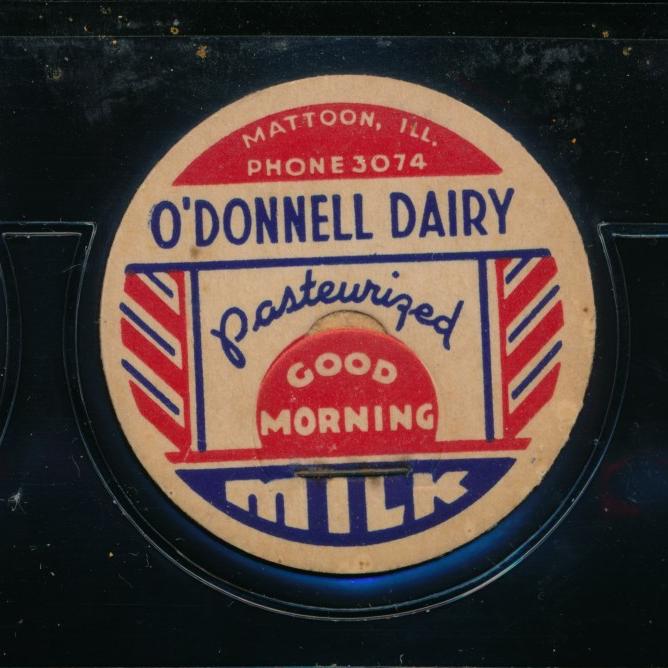 MATTOON, ILL.
PHONE 3074
O'DONNELL DAIRY
Pasteurized
GOOD
MORNING
MILK